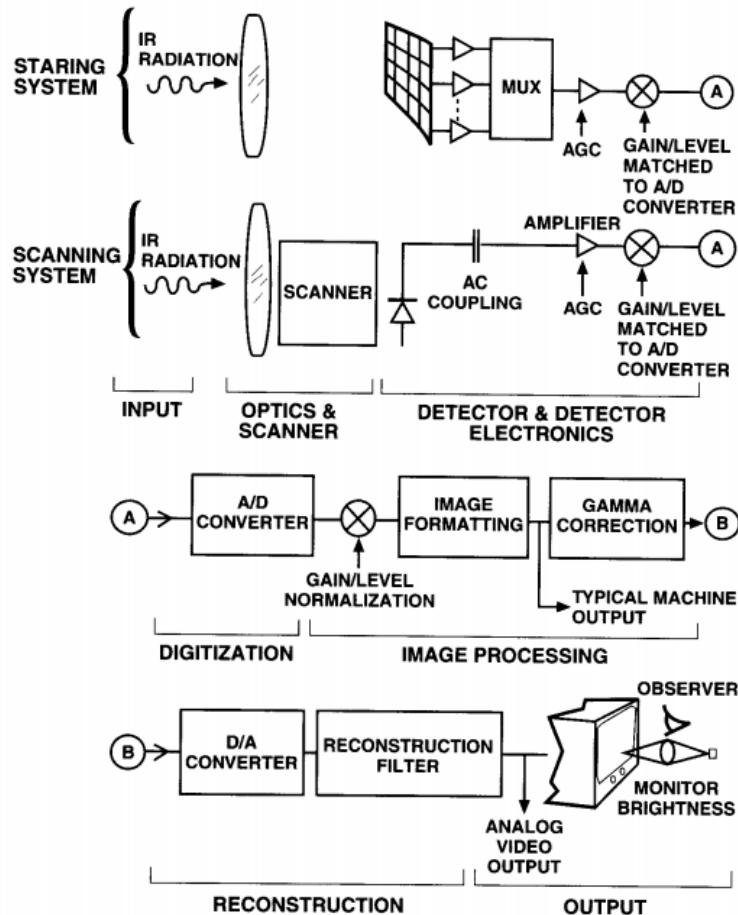 STARING
SYSTEM
IR
RADIATION
MUX
AGC
GAIN/LEVEL
MATCHED
TO A/D
CONVERTER
A
SCANNING
SYSTEM
IR
RADIATION
SCANNER
AC
COUPLING
AMPLIFIER
AGC
GAIN/LEVEL
MATCHED
TO A/D
CONVERTER
A
INPUT
OPTICS &
SCANNER
DETECTOR & DETECTOR
ELECTRONICS
A
A/D
CONVERTER
GAIN/LEVEL
NORMALIZATION
IMAGE
FORMATTING
GAMMA
CORRECTION
B
TYPICAL MACHINE
OUTPUT
DIGITIZATION
IMAGE PROCESSING
B
D/A
CONVERTER
RECONSTRUCTION
FILTER
ANALOG
VIDEO
OUTPUT
OBSERVER
MONITOR
BRIGHTNESS
RECONSTRUCTION
OUTPUT